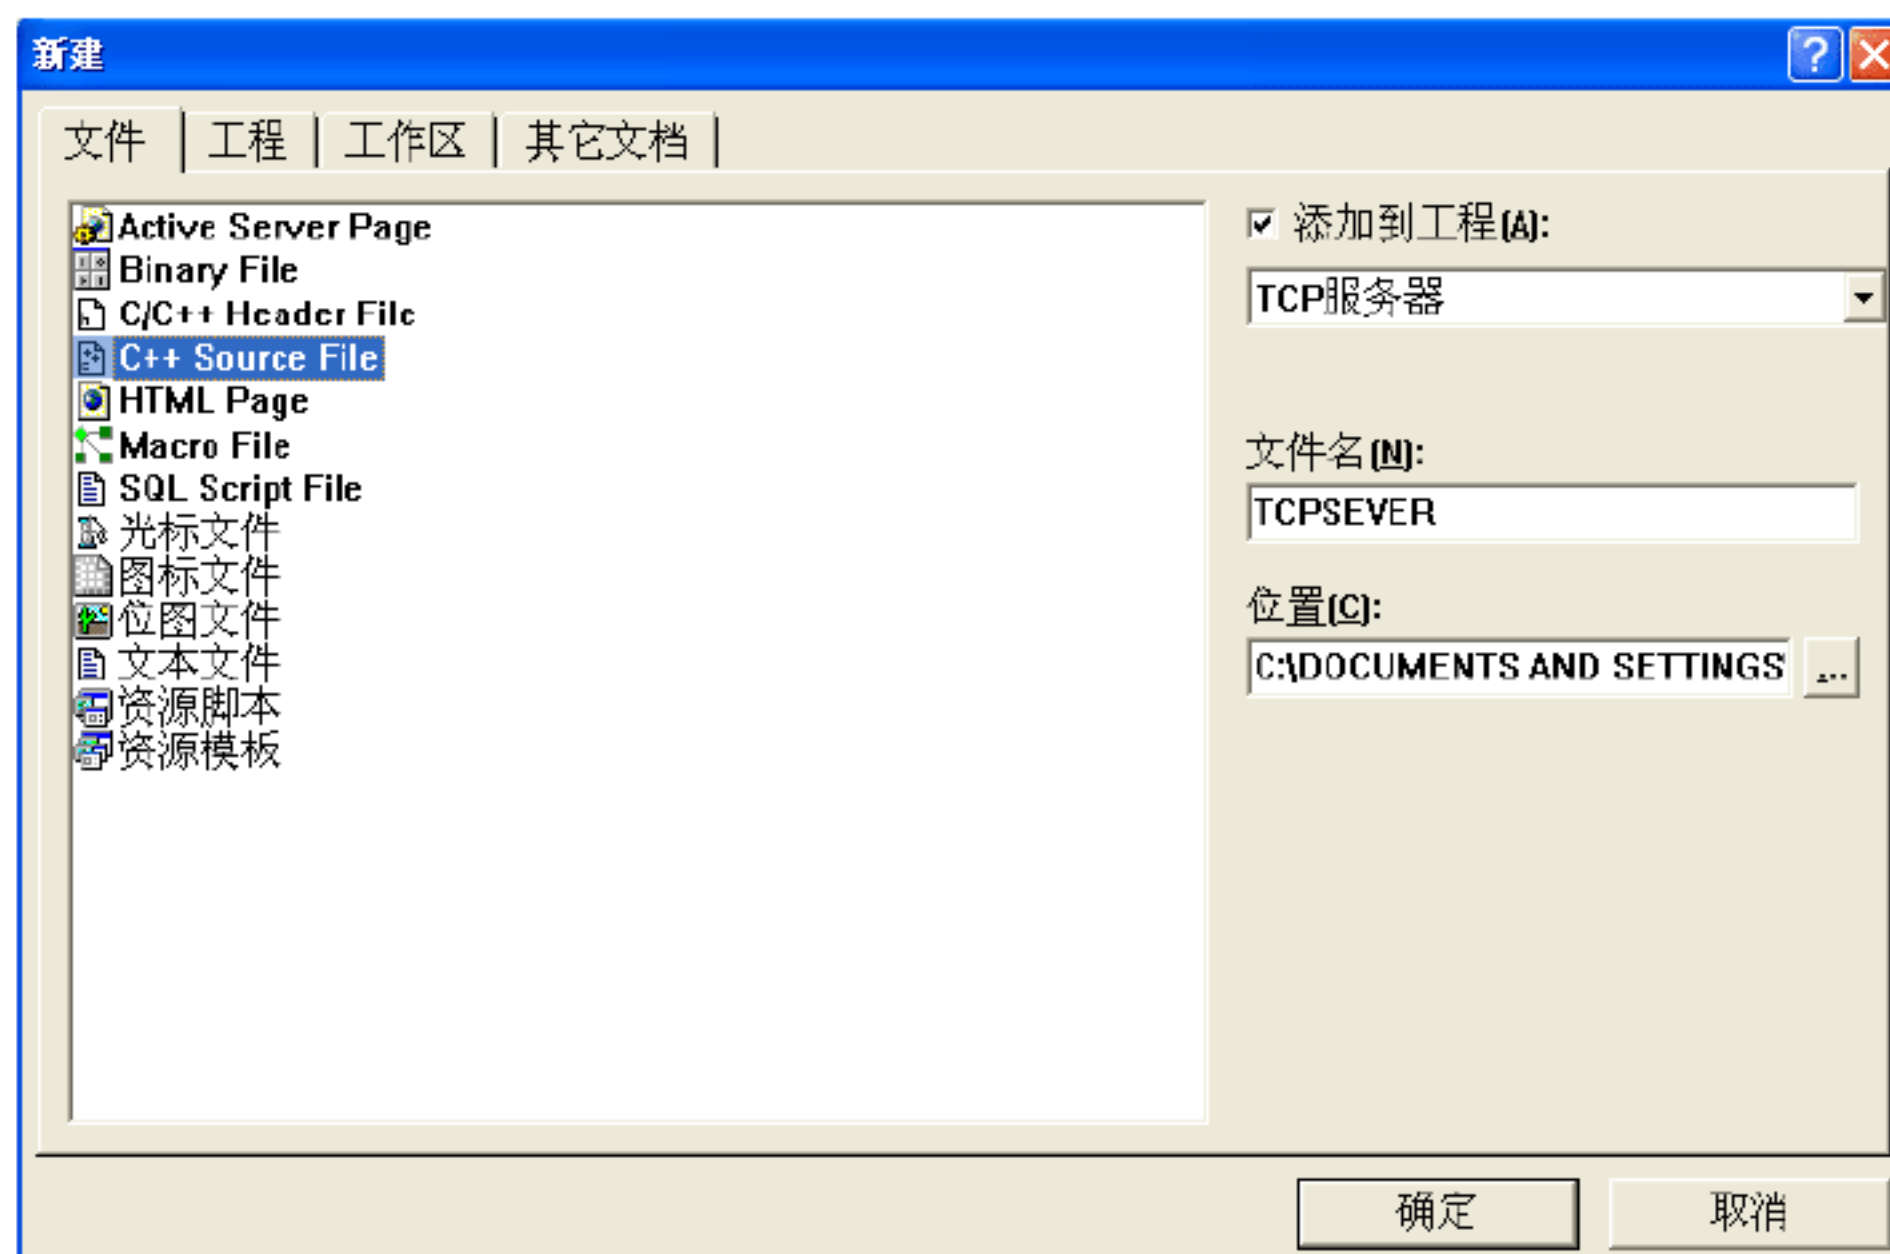 新建
文件 工程 工作区 其它文档
Active Server Page
Binary File
C/C++ Header File
C++ Source File
HTML Page
Macro File
SQL Script File
光标文件
图标文件
位图文件
文本文件
资源脚本
资源模板
添加到工程(A):
TCP服务器
文件名(N):
TCPSEVER
位置(C):
C:\DOCUMENTS AND SETTINGS
...
确定 取消